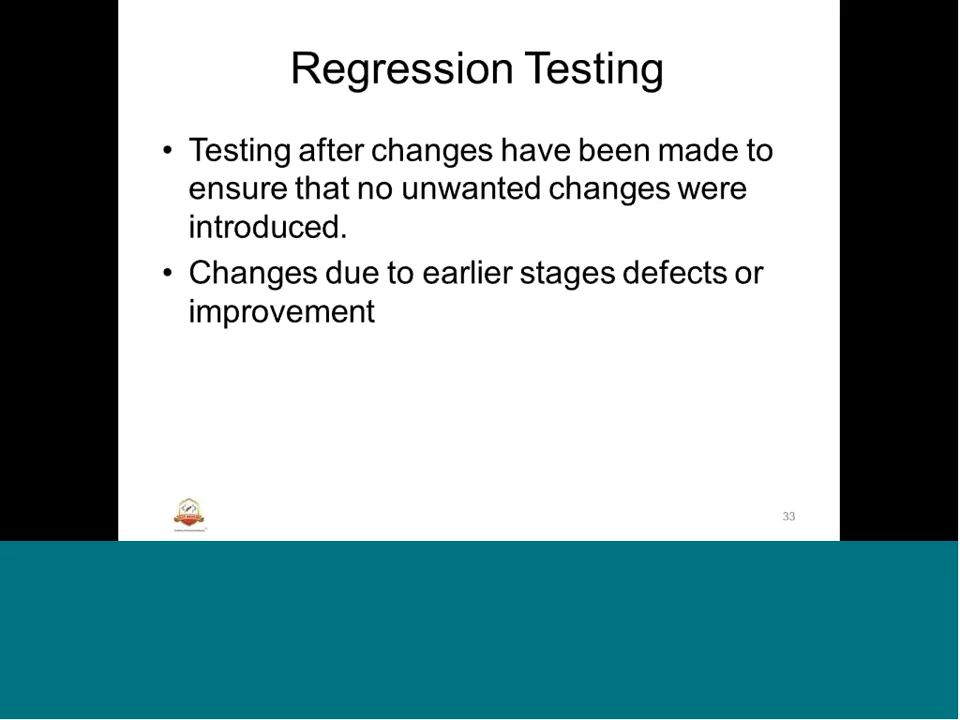 Regression Testing
• Testing after changes have been made to
ensure that no unwanted changes were
introduced.
• Changes due to earlier stages defects or
improvement
33